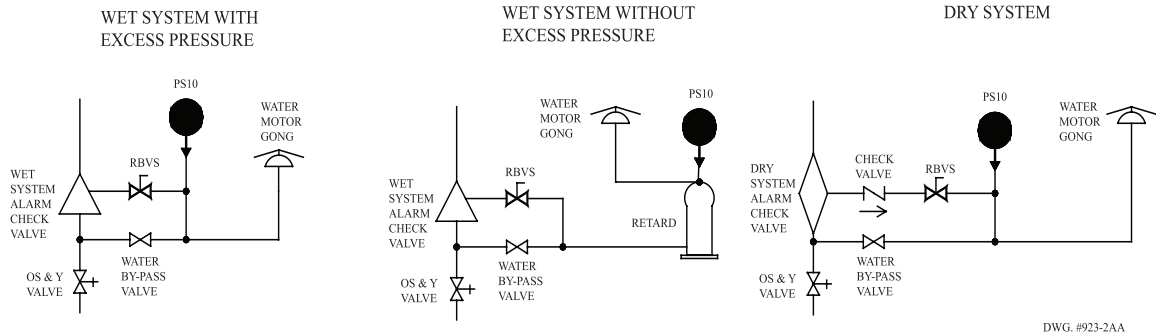 WET SYSTEM WITH
EXCESS PRESSURE
PS10
WATER
MOTOR
GONG
RBVS
WET
SYSTEM
ALARM
CHECK
VALVE
OS & Y
VALVE
WATER
BY-PASS
VALVE
WET SYSTEM WITHOUT
EXCESS PRESSURE
WATER
MOTOR
GONG
PS10
RBVS
WET
SYSTEM
ALARM
CHECK
VALVE
RETARD
OS & Y
VALVE
WATER
BY-PASS
VALVE
DRY SYSTEM
PS10
WATER
MOTOR
GONG
CHECK
VALVE
RBVS
DRY
SYSTEM
ALARM
CHECK
VALVE
OS & Y
VALVE
WATER
BY-PASS
VALVE
DWG. #923-2AA